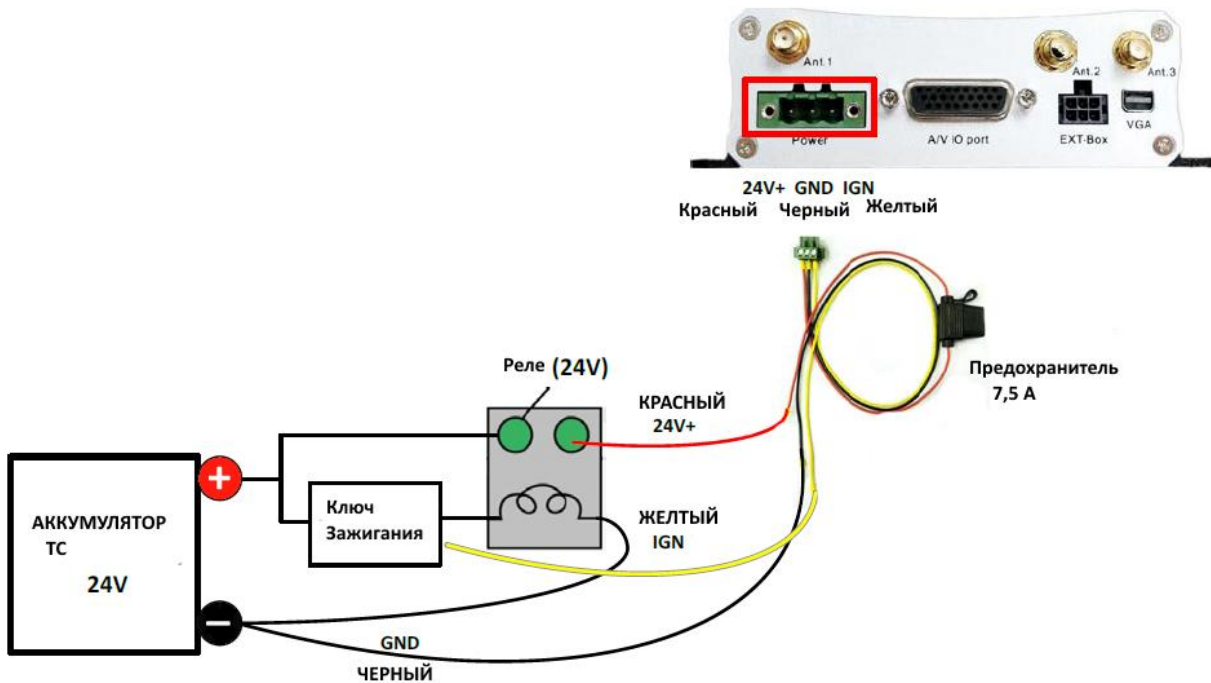 Ant.1
Ant.2
Ant.3
Power
A/V IO port
EXT-Box
VGA
24V+ GND IGN
Красный Черный Желтый
Реле (24V)
Предохранитель
7,5 А
КРАСНЫЙ
24V+
+
АККУМУЛЯТОР
ТС
24V
Ключ
Зажигания
ЖЕЛТЫЙ
IGN
−
GND
ЧЕРНЫЙ